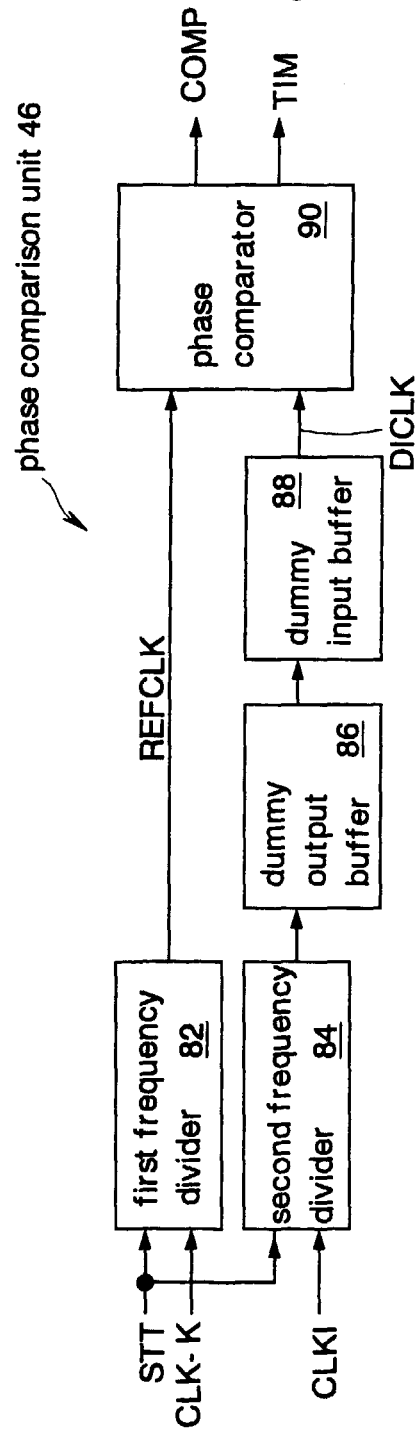 phase comparison unit 46
STT
CLK-K
CLKI
first frequency
divider 82
second frequency
divider 84
REFCLK
dummy
output
buffer 86
88
dummy
input buffer
DICLK
phase
comparator
90
COMP
TIM